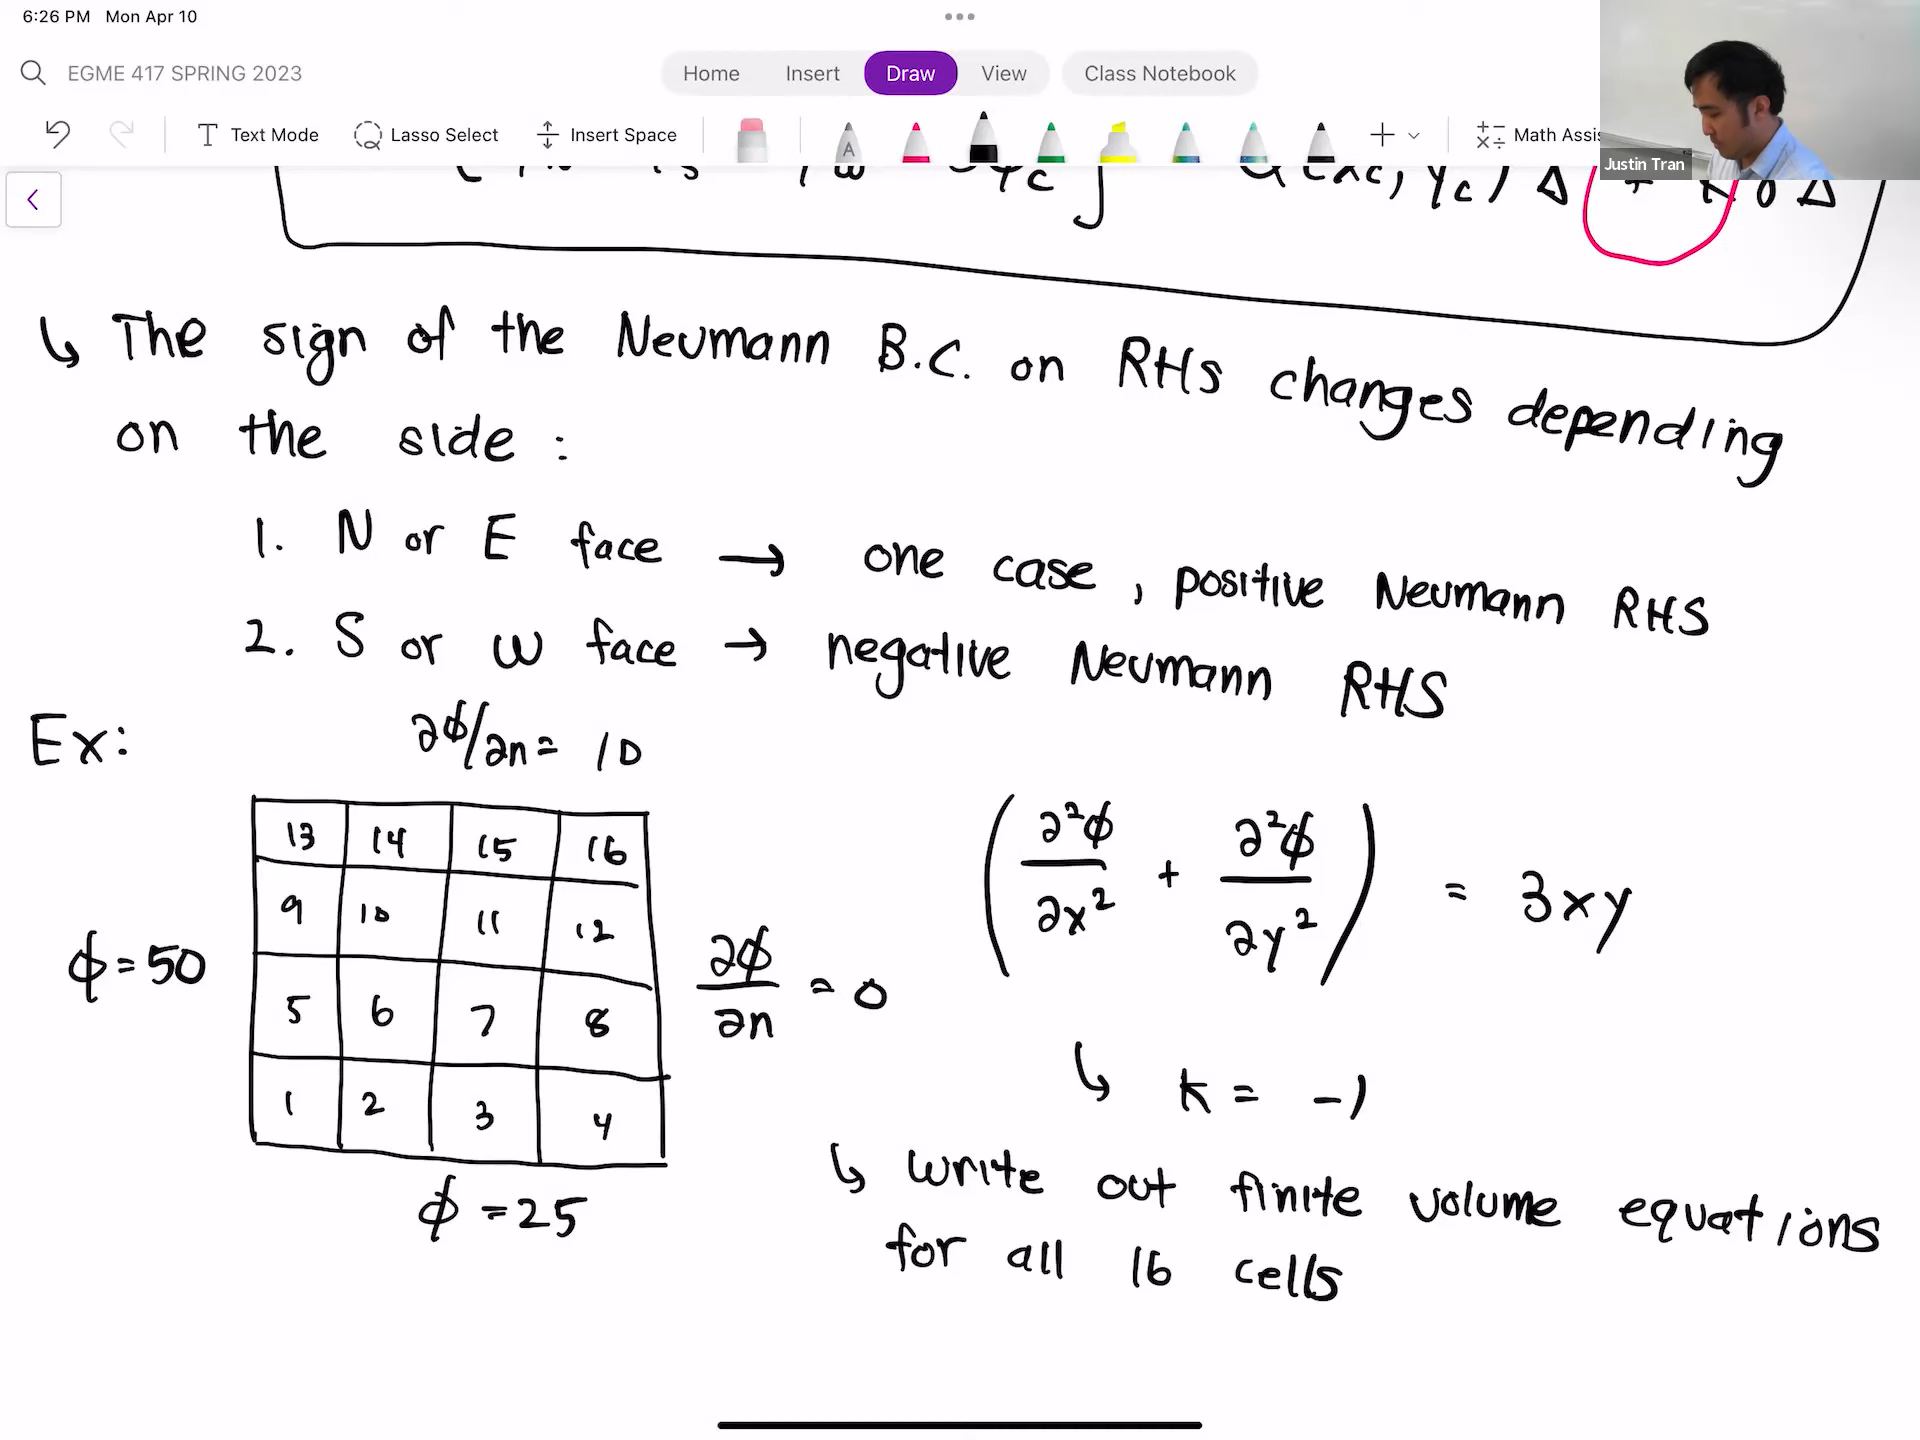 6:26 PM Mon Apr 10
EGME 417 SPRING 2023
Home Insert Draw View Class Notebook
Text Mode Lasso Select Insert Space A Math Assis
Justin Tran
The sign of the Neumann B.C. on RHS changes depending
on the side :
1. N or E face → one case, positive Neumann RHS
2. S or W face → negative Neumann RHS
Ex:
∂ϕ/∂n = 10
13 14 15 16
9 10 11 12
5 6 7 8
1 2 3 4
ϕ = 50
∂ϕ/∂n = 0
ϕ = 25
(∂²ϕ/∂x² + ∂²ϕ/∂y²) = 3xy
↳ k = -1
↳ write out finite volume equations
for all 16 cells